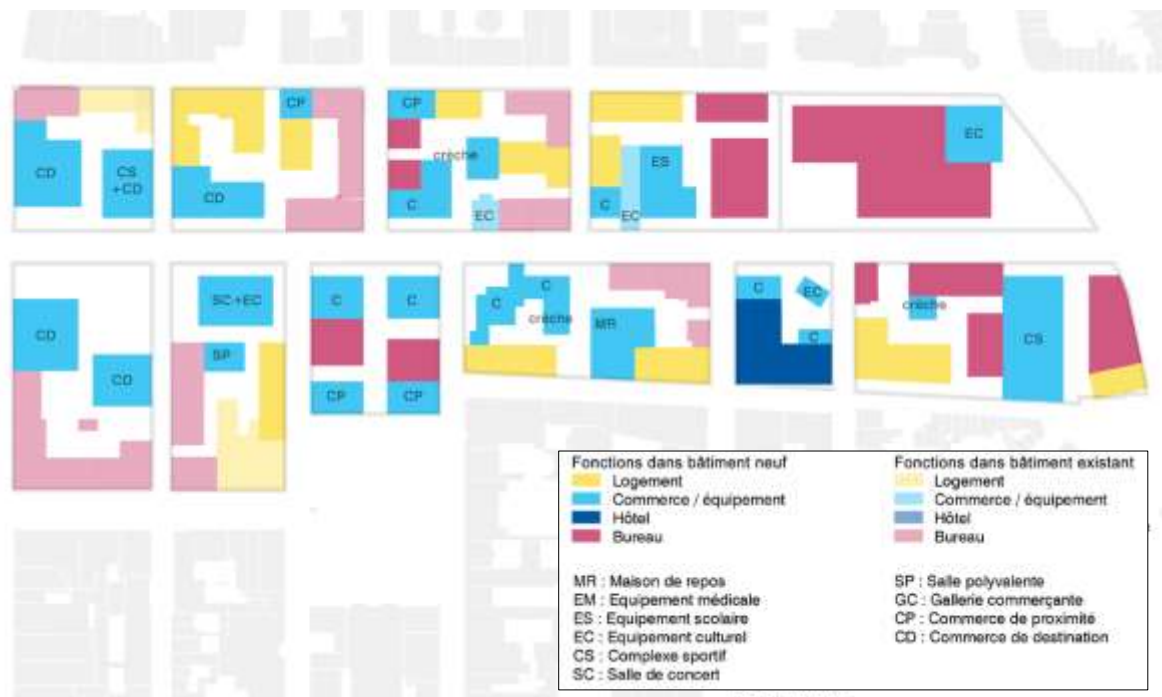 CP
CP
EC
CD
CS
+CD
CD
crèche
C
EC
ES
C
EC
SC+EC
CD
SP
CD
C
C
CP
CP
C
C
crèche
MR
C
EC
C
crèche
CS
Fonctions dans bâtiment neuf
Logement
Commerce / équipement
Hôtel
Bureau
Fonctions dans bâtiment existant
Logement
Commerce / équipement
Hôtel
Bureau
MR : Maison de repos
EM : Equipement médicale
ES : Equipement scolaire
EC : Equipement culturel
CS : Complexe sportif
SC : Salle de concert
SP : Salle polyvalente
GC : Gallerie commerçante
CP : Commerce de proximité
CD : Commerce de destination